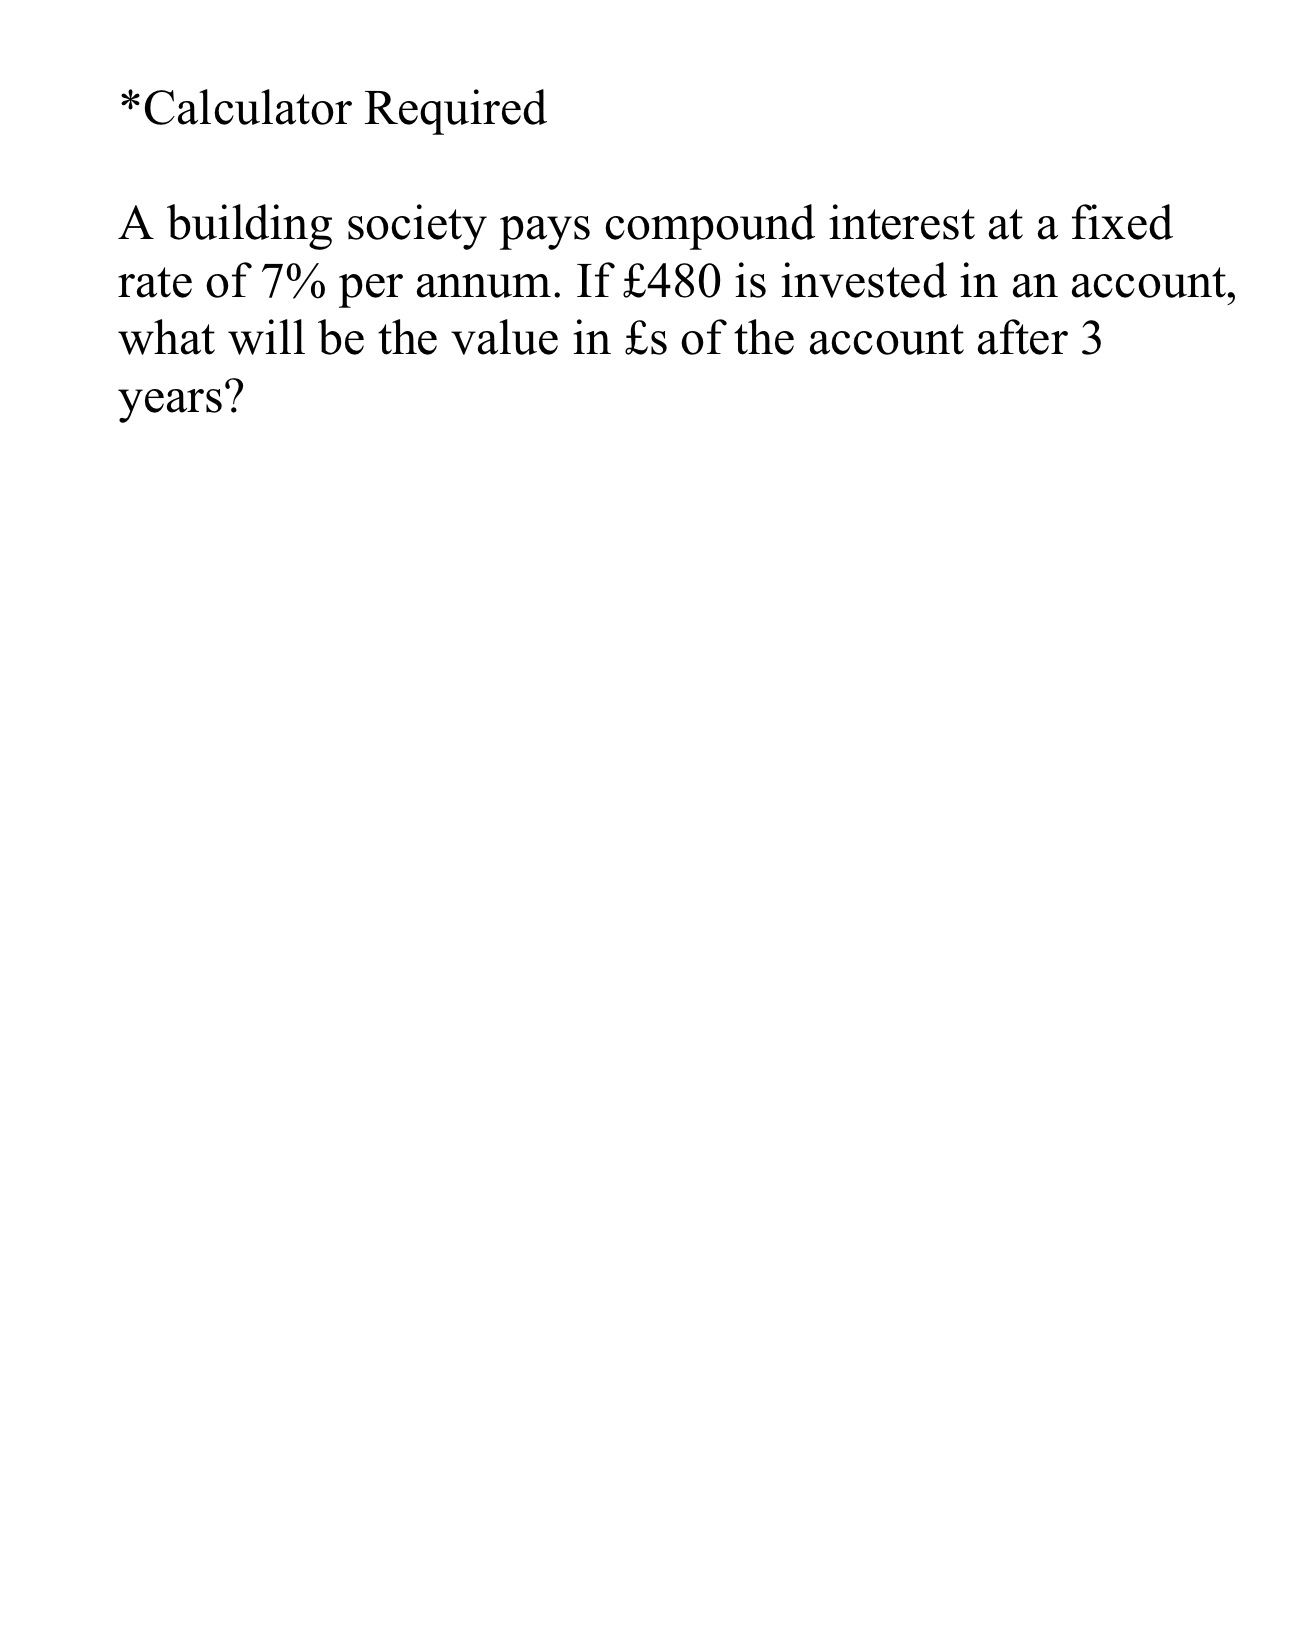 *Calculator Required
A building society pays compound interest at a fixed
rate of 7% per annum. If £480 is invested in an account,
what will be the value in £s of the account after 3
years?